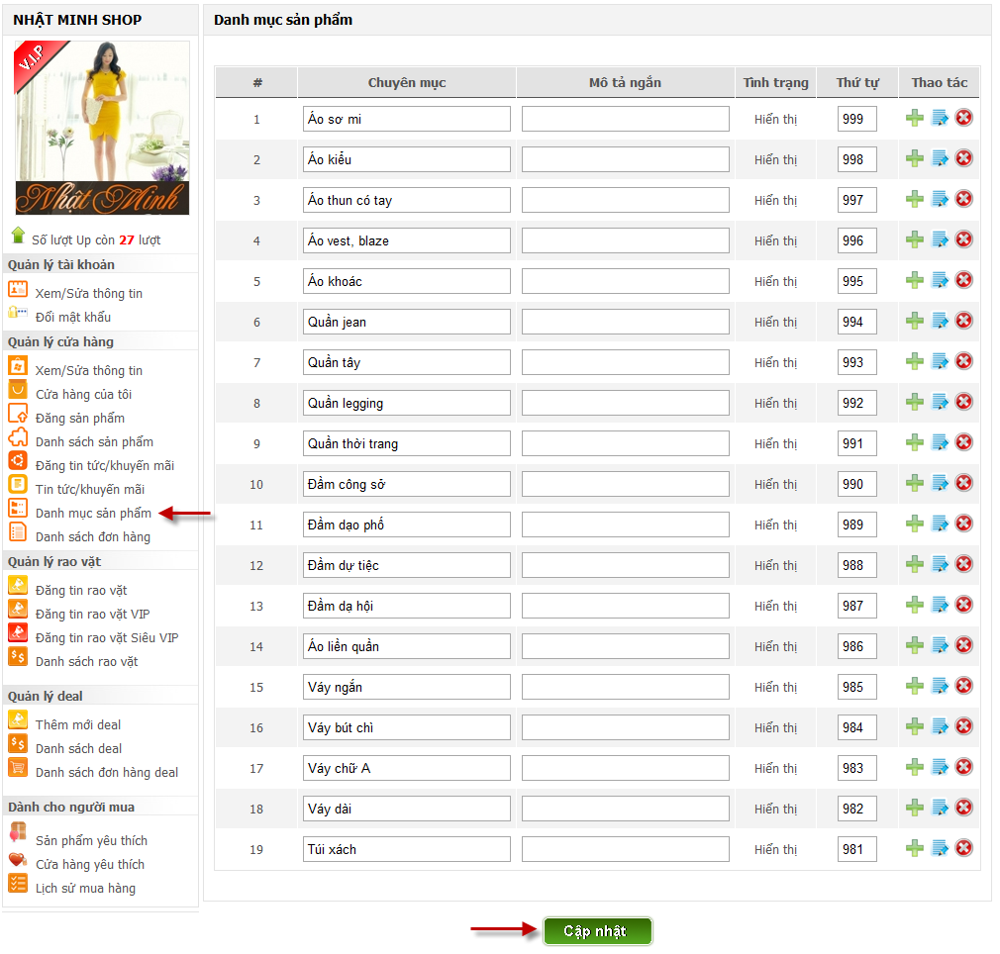 NHẬT MINH SHOP
V.I.P
Nhật Minh
Số lượt Up còn 27 lượt
Quản lý tài khoản
Xem/Sửa thông tin
Đổi mật khẩu
Quản lý cửa hàng
Xem/Sửa thông tin
Cửa hàng của tôi
Đăng sản phẩm
Danh sách sản phẩm
Đăng tin tức/khuyến mãi
Tin tức/khuyến mãi
Danh mục sản phẩm
Danh sách đơn hàng
Quản lý rao vặt
Đăng tin rao vặt
Đăng tin rao vặt VIP
Đăng tin rao vặt Siêu VIP
Danh sách rao vặt
Quản lý deal
Thêm mới deal
Danh sách deal
Danh sách đơn hàng deal
Dành cho người mua
Sản phẩm yêu thích
Cửa hàng yêu thích
Lịch sử mua hàng
Danh mục sản phẩm
# Chuyên mục Mô tả ngắn Tình trạng Thứ tự Thao tác
1 Áo sơ mi Hiển thị 999
2 Áo kiểu Hiển thị 998
3 Áo thun có tay Hiển thị 997
4 Áo vest, blaze Hiển thị 996
5 Áo khoác Hiển thị 995
6 Quần jean Hiển thị 994
7 Quần tây Hiển thị 993
8 Quần legging Hiển thị 992
9 Quần thời trang Hiển thị 991
10 Đầm công sở Hiển thị 990
11 Đầm dạo phố Hiển thị 989
12 Đầm dự tiệc Hiển thị 988
13 Đầm dạ hội Hiển thị 987
14 Áo liền quần Hiển thị 986
15 Váy ngắn Hiển thị 985
16 Váy bút chì Hiển thị 984
17 Váy chữ A Hiển thị 983
18 Váy dài Hiển thị 982
19 Túi xách Hiển thị 981
Cập nhật